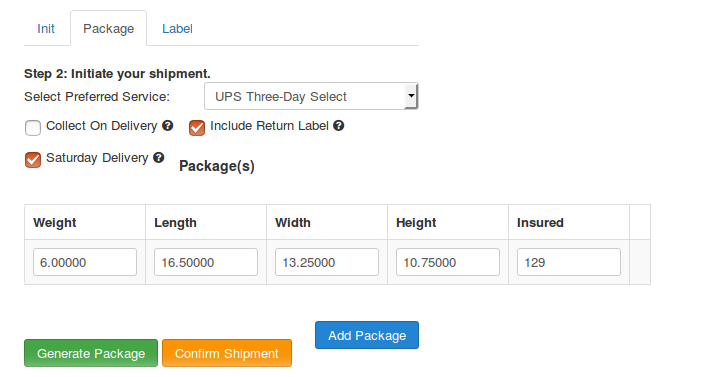 Init Package Label
Step 2: Initiate your shipment.
Select Preferred Service: UPS Three-Day Select
Collect On Delivery ? Include Return Label ?
Saturday Delivery ? Package(s)
Weight Length Width Height Insured
6.00000 16.50000 13.25000 10.75000 129
Add Package
Generate Package Confirm Shipment